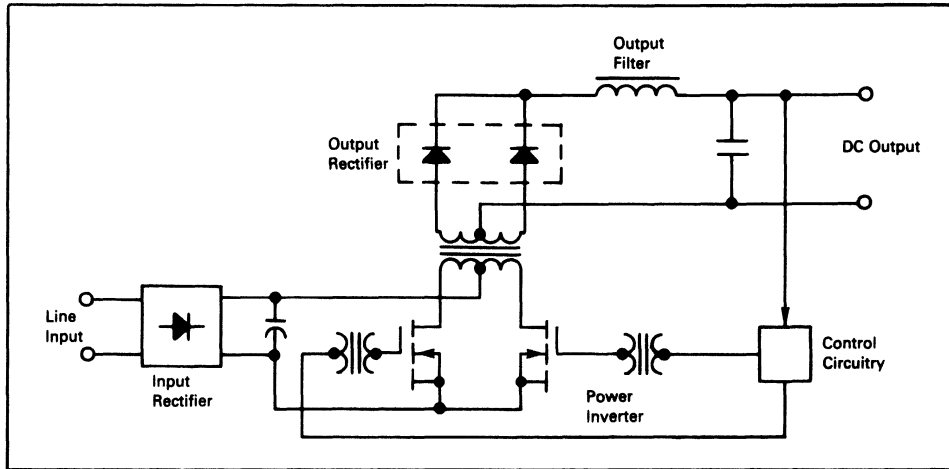 Output
Filter
Output
Rectifier
DC Output
Line
Input
Input
Rectifier
Power
Inverter
Control
Circuitry